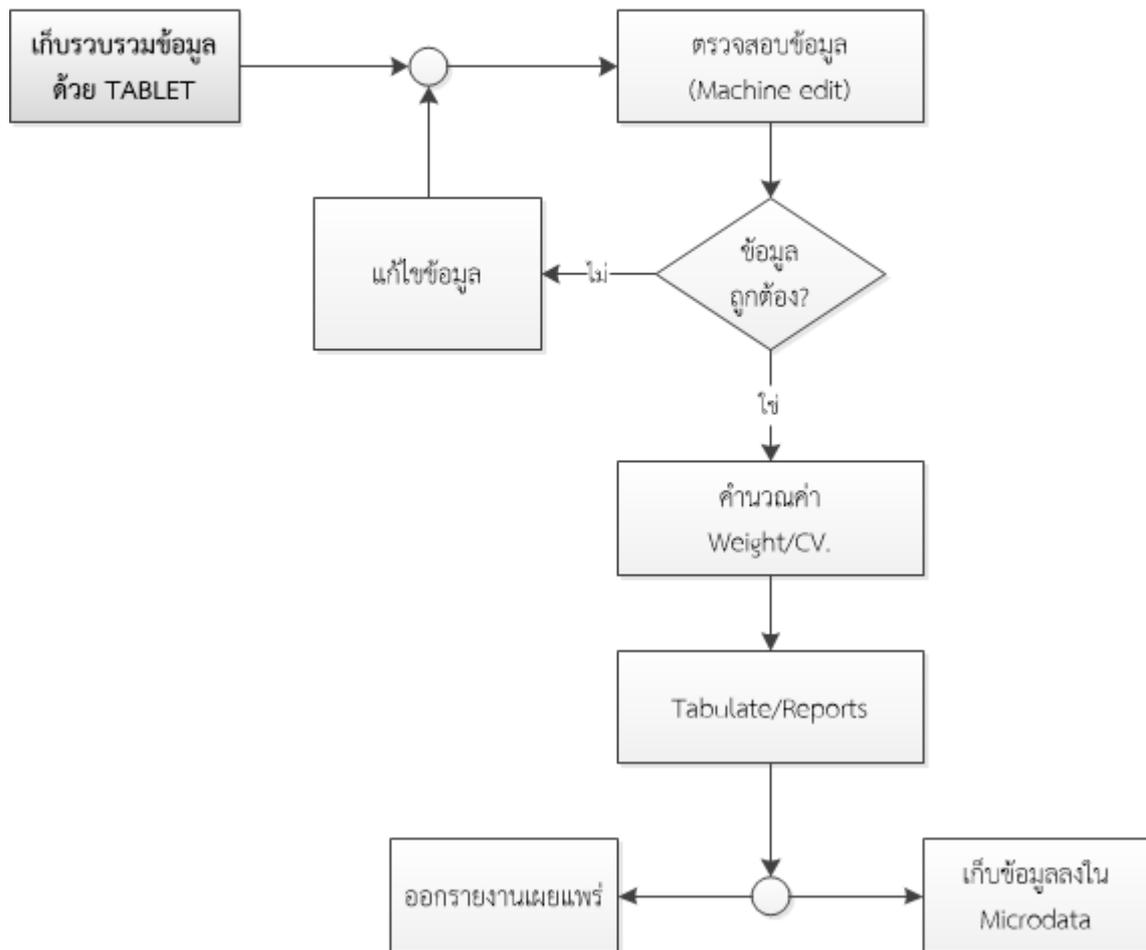 เก็บรวบรวมข้อมูล
ด้วย TABLET
ตรวจสอบข้อมูล
(Machine edit)
แก้ไขข้อมูล
ไม่
ข้อมูล
ถูกต้อง?
ใช่
คำนวณค่า
Weight/CV.
Tabulate/Reports
ออกรายงานเผยแพร่
เก็บข้อมูลลงใน
Microdata